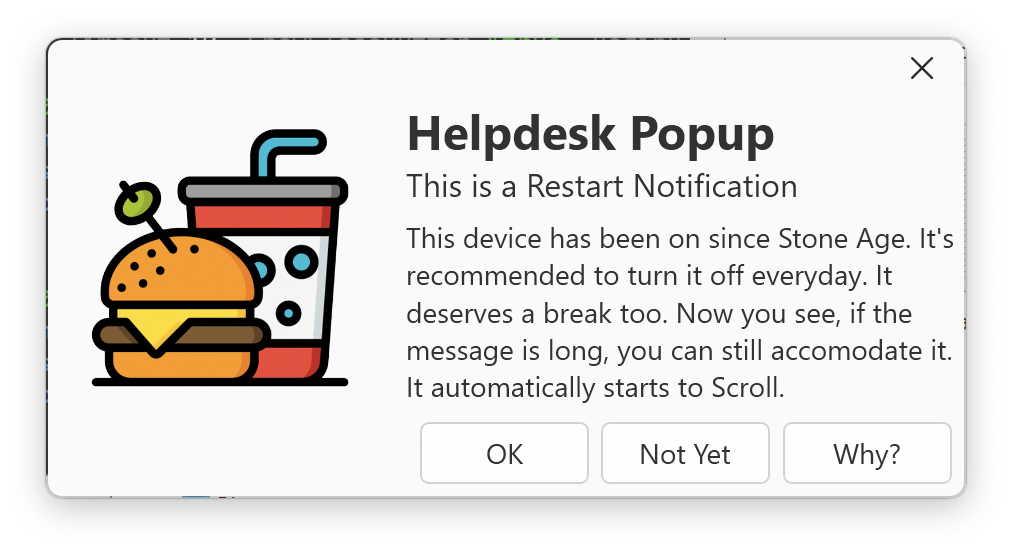 Helpdesk Popup
This is a Restart Notification
This device has been on since Stone Age. It's
recommended to turn it off everyday. It
deserves a break too. Now you see, if the
message is long, you can still accomodate it.
It automatically starts to Scroll.
OK
Not Yet
Why?